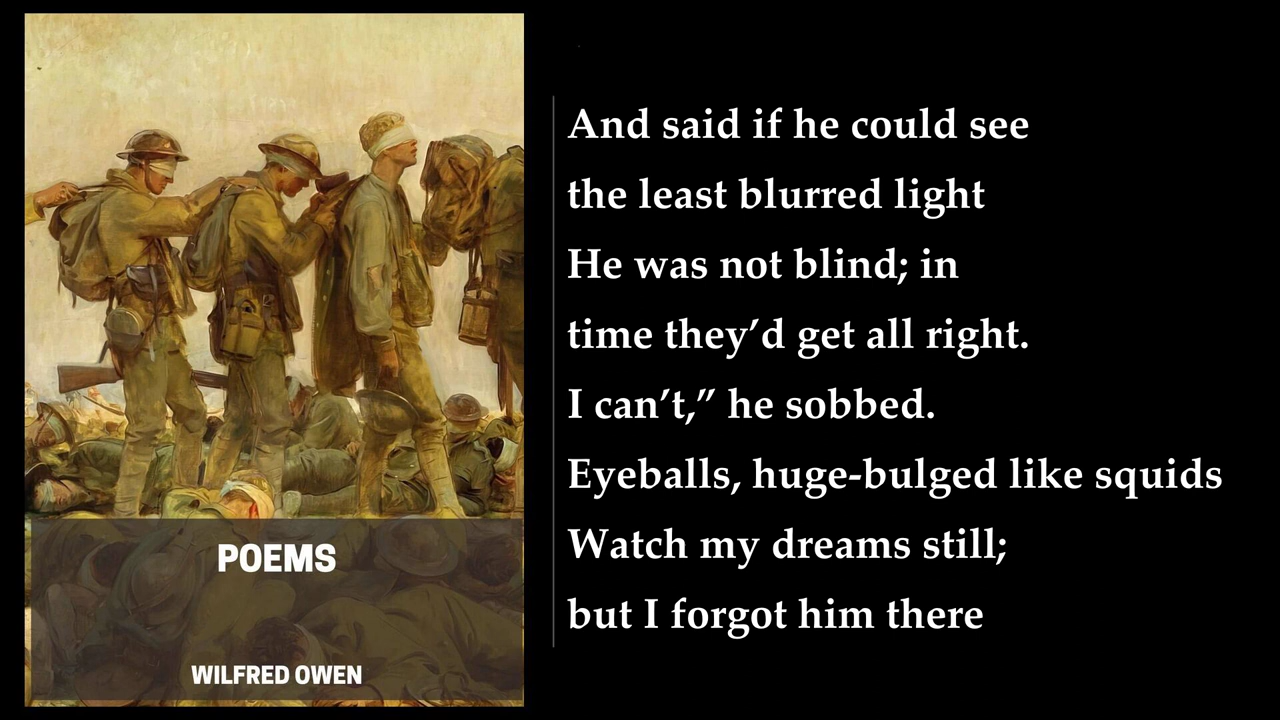 POEMS
WILFRED OWEN
And said if he could see
the least blurred light
He was not blind; in
time they’d get all right.
I can’t,” he sobbed.
Eyeballs, huge-bulged like squids
Watch my dreams still;
but I forgot him there